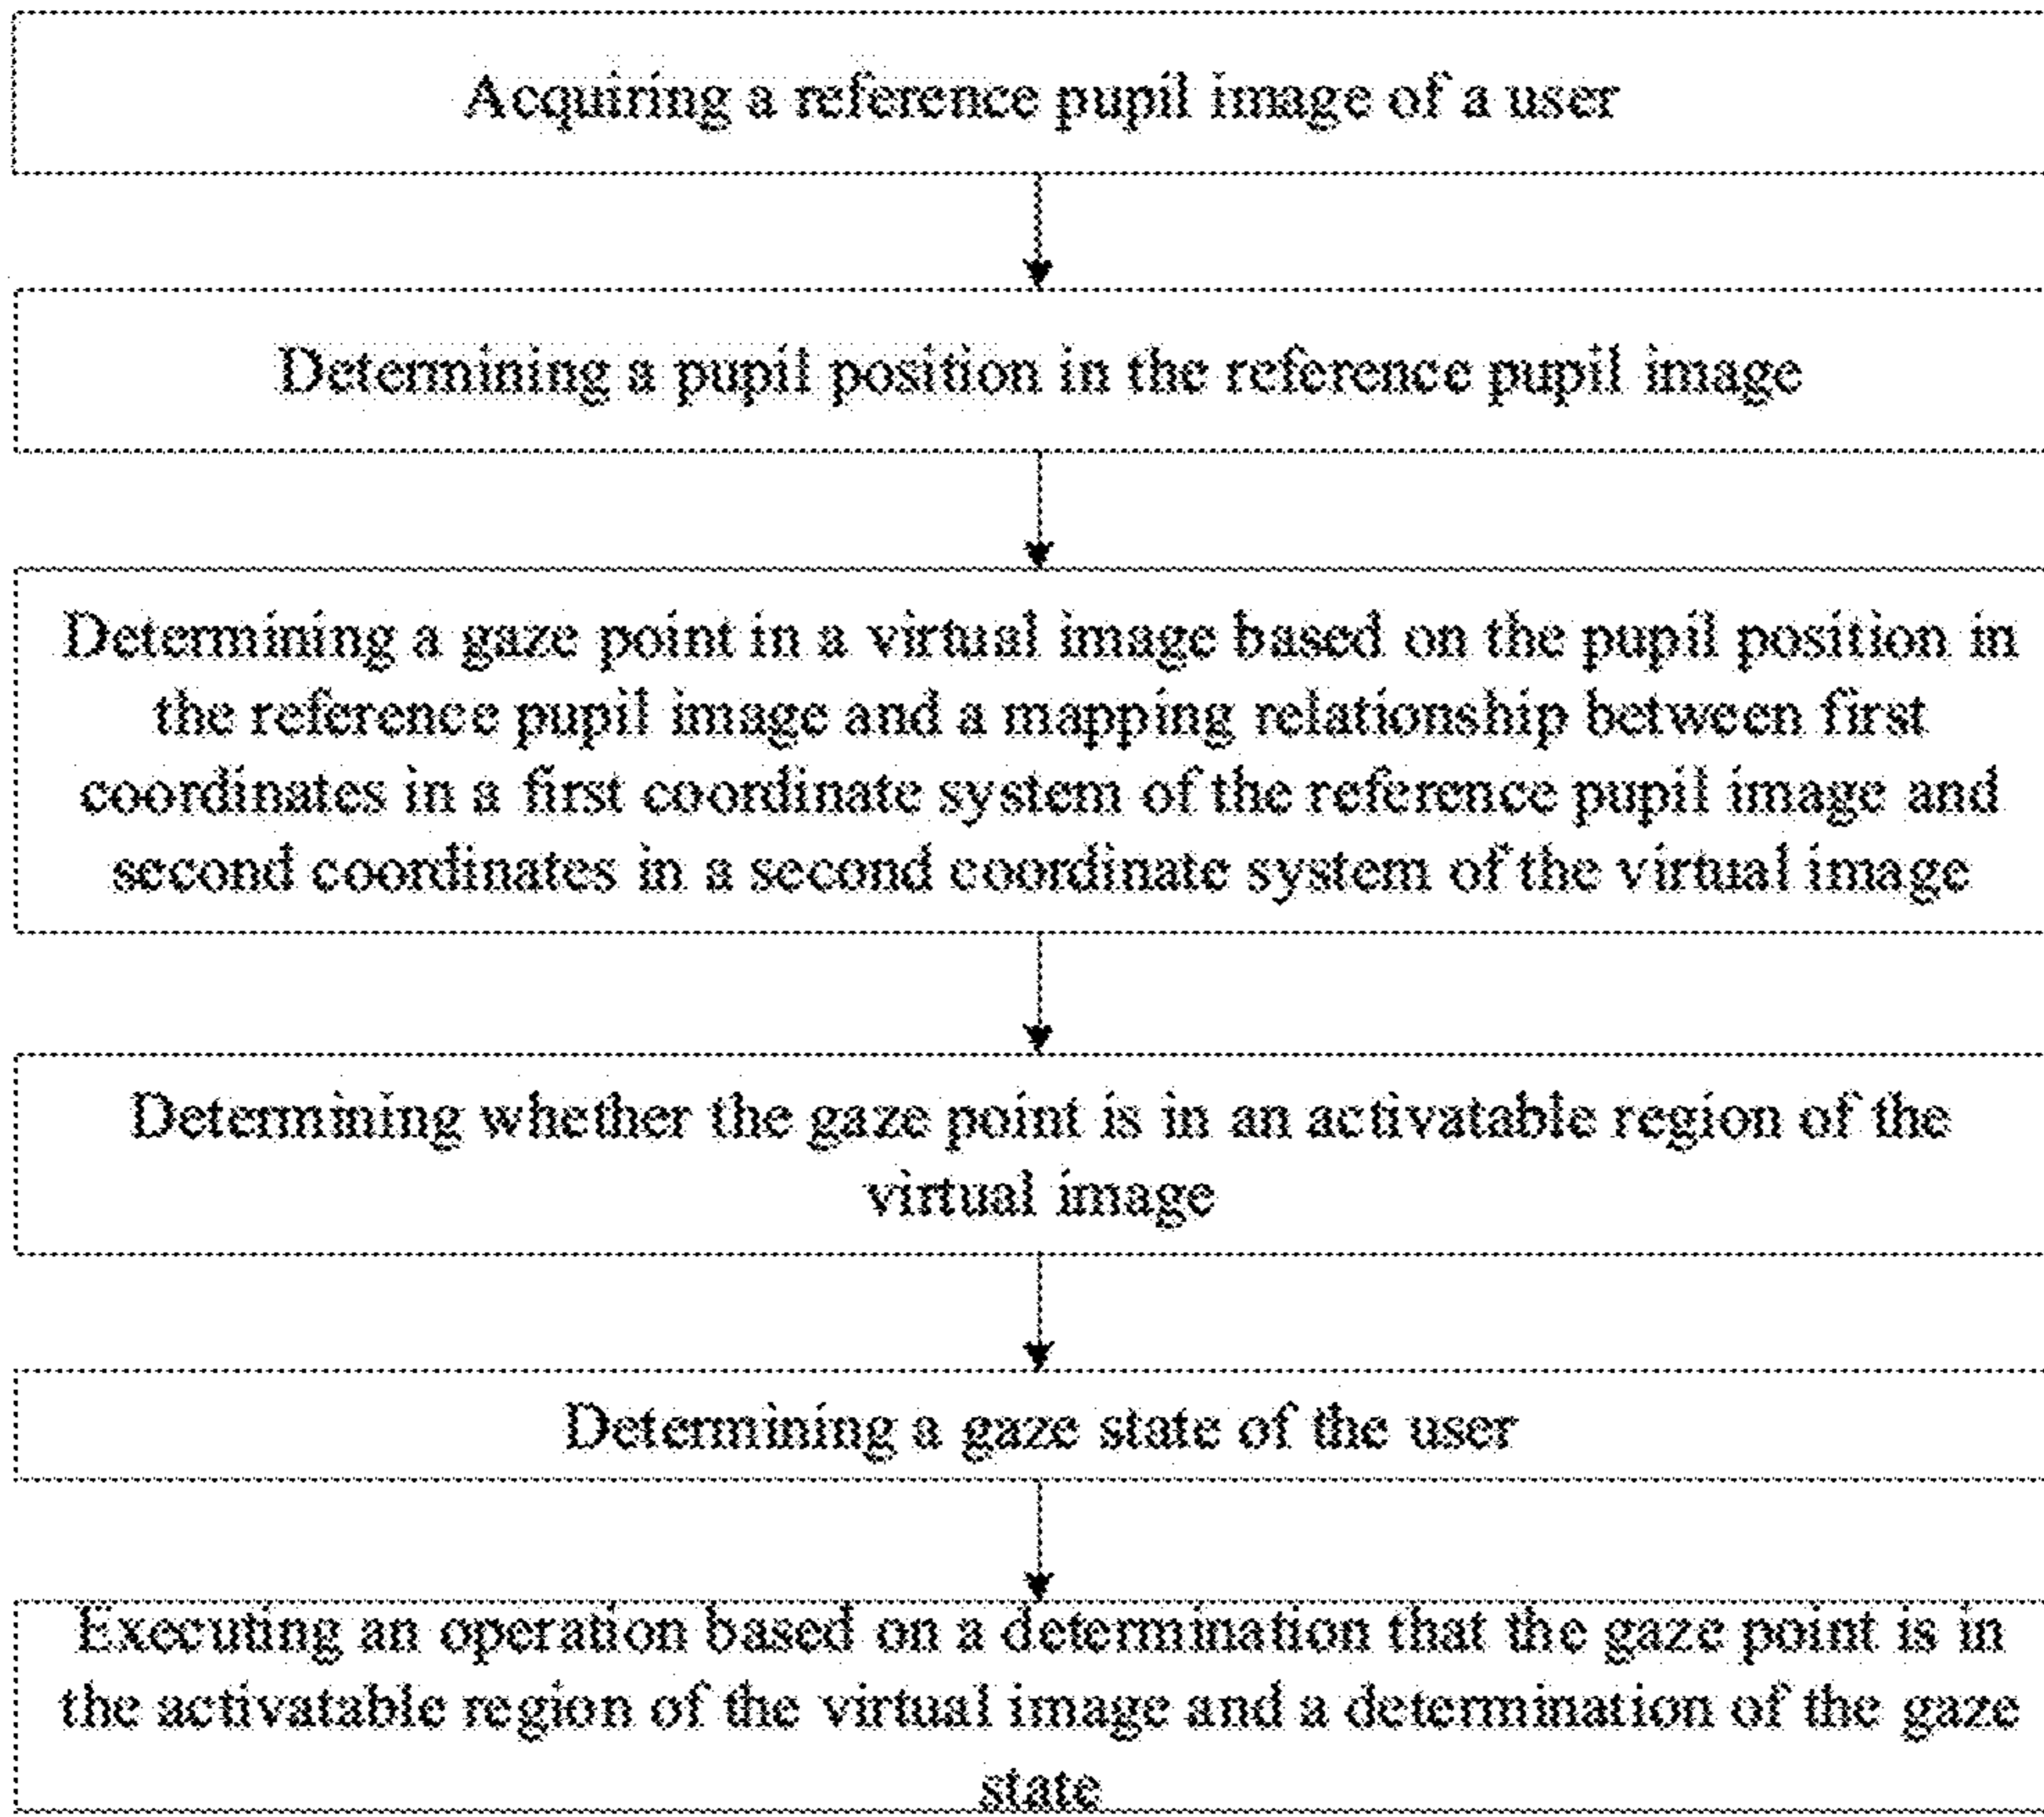 Acquiring a reference pupil image of a user
Determining a pupil position in the reference pupil image
Determining a gaze point in a virtual image based on the pupil position in
the reference pupil image and a mapping relationship between first
coordinates in a first coordinate system of the reference pupil image and
second coordinates in a second coordinate system of the virtual image
Determining whether the gaze point is in an activatable region of the
virtual image
Determining a gaze state of the user
Executing an operation based on a determination that the gaze point is in
the activatable region of the virtual image and a determination of the gaze
state